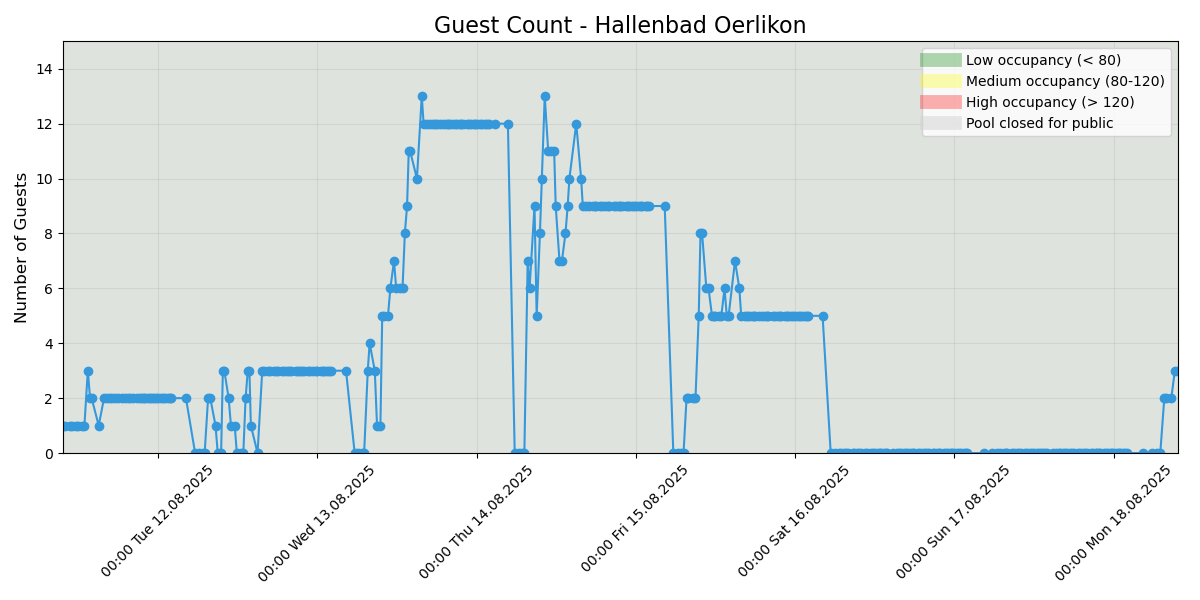 Guest Count - Hallenbad Oerlikon
Number of Guests
14
12
10
8
6
4
2
0
Low occupancy (< 80)
Medium occupancy (80-120)
High occupancy (> 120)
Pool closed for public
00:00 Tue 12.08.2025
00:00 Wed 13.08.2025
00:00 Thu 14.08.2025
00:00 Fri 15.08.2025
00:00 Sat 16.08.2025
00:00 Sun 17.08.2025
00:00 Mon 18.08.2025